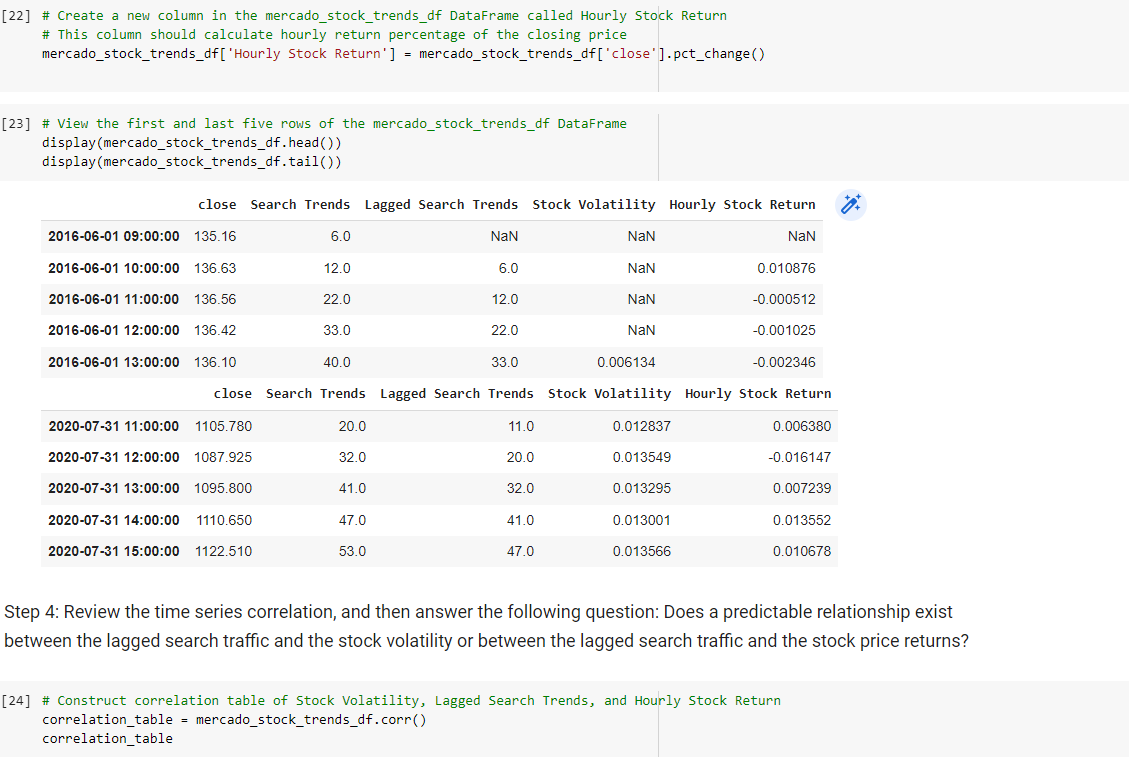 [22] # Create a new column in the mercado_stock_trends_df DataFrame called Hourly Stock Return
# This column should calculate hourly return percentage of the closing price
mercado_stock_trends_df['Hourly Stock Return'] = mercado_stock_trends_df['close'].pct_change()
[23] # View the first and last five rows of the mercado_stock_trends_df DataFrame
display(mercado_stock_trends_df.head())
display(mercado_stock_trends_df.tail())
close Search Trends Lagged Search Trends Stock Volatility Hourly Stock Return
2016-06-01 09:00:00 135.16 6.0 NaN NaN NaN
2016-06-01 10:00:00 136.63 12.0 6.0 NaN 0.010876
2016-06-01 11:00:00 136.56 22.0 12.0 NaN -0.000512
2016-06-01 12:00:00 136.42 33.0 22.0 NaN -0.001025
2016-06-01 13:00:00 136.10 40.0 33.0 0.006134 -0.002346
close Search Trends Lagged Search Trends Stock Volatility Hourly Stock Return
2020-07-31 11:00:00 1105.780 20.0 11.0 0.012837 0.006380
2020-07-31 12:00:00 1087.925 32.0 20.0 0.013549 -0.016147
2020-07-31 13:00:00 1095.800 41.0 32.0 0.013295 0.007239
2020-07-31 14:00:00 1110.650 47.0 41.0 0.013001 0.013552
2020-07-31 15:00:00 1122.510 53.0 47.0 0.013566 0.010678
Step 4: Review the time series correlation, and then answer the following question: Does a predictable relationship exist
between the lagged search traffic and the stock volatility or between the lagged search traffic and the stock price returns?
[24] # Construct correlation table of Stock Volatility, Lagged Search Trends, and Hourly Stock Return
correlation_table = mercado_stock_trends_df.corr()
correlation_table